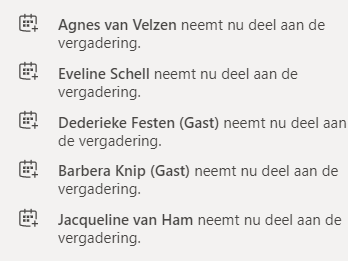 Agnes van Velzen neemt nu deel aan de
vergadering.
Eveline Schell neemt nu deel aan de
vergadering.
Dederieke Festen (Gast) neemt nu deel aan
de vergadering.
Barbera Knip (Gast) neemt nu deel aan de
vergadering.
Jacqueline van Ham neemt nu deel aan de
vergadering.